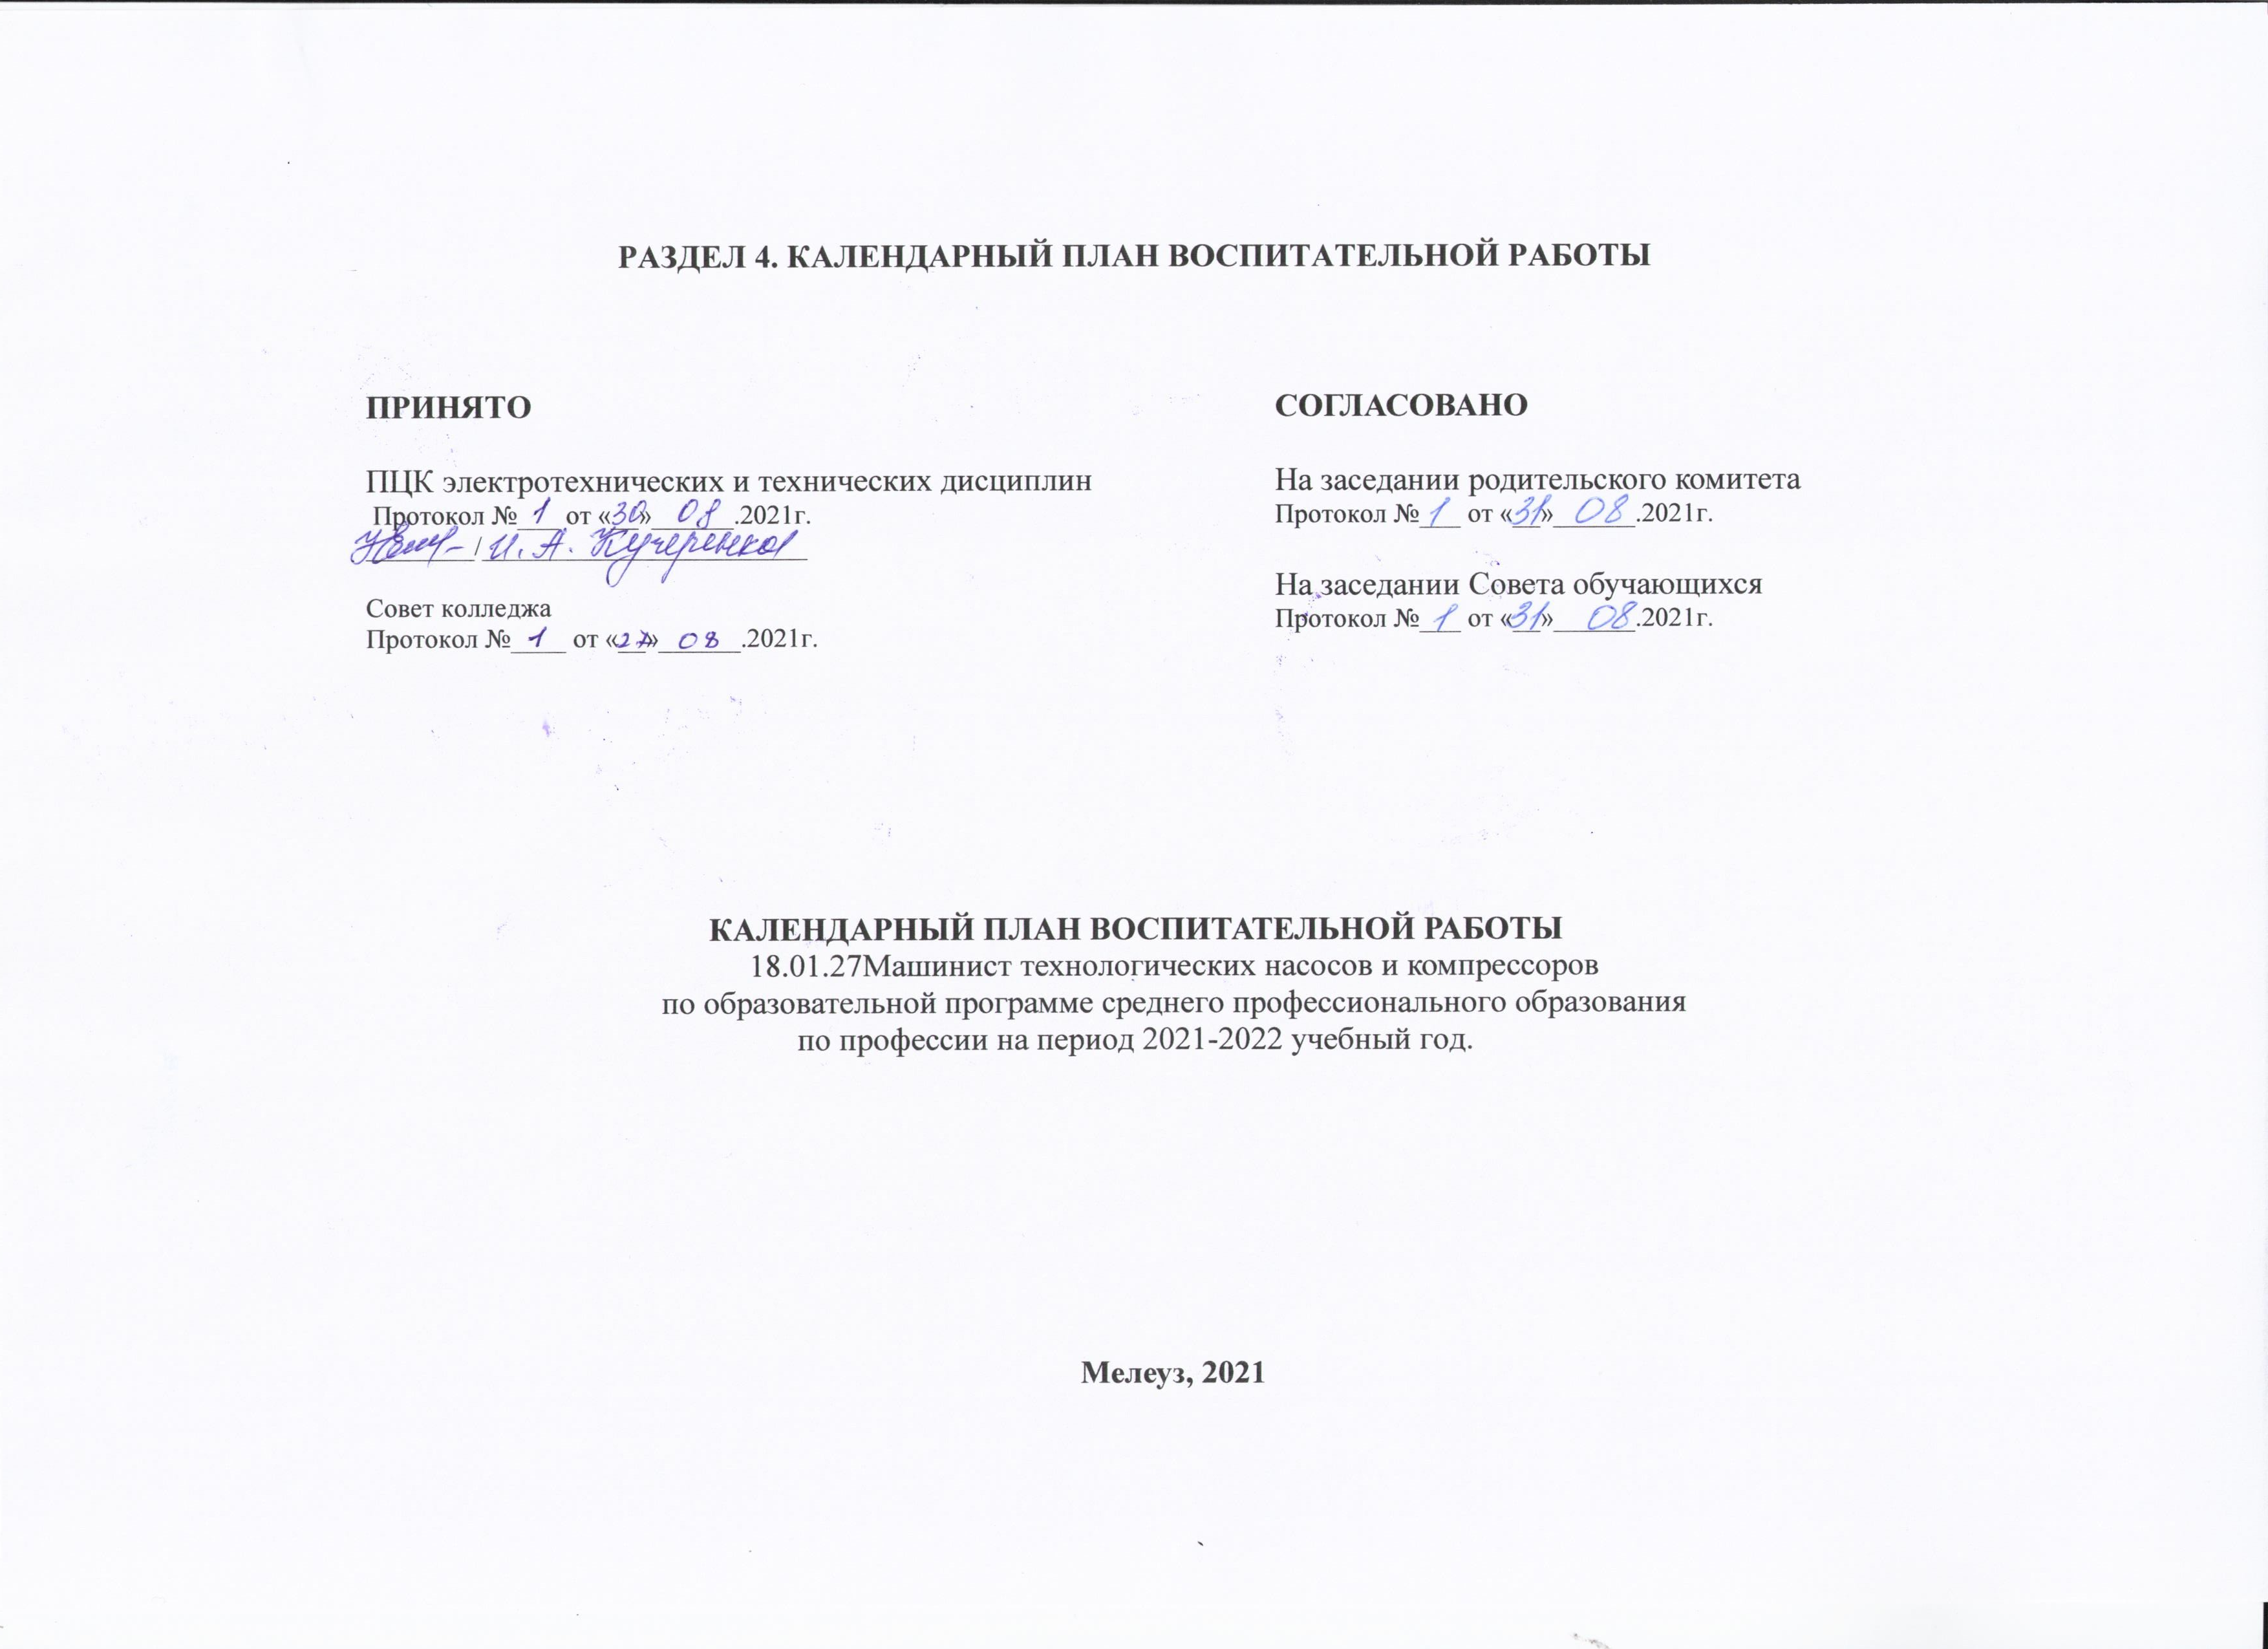 РАЗДЕЛ 4. КАЛЕНДАРНЫЙ ПЛАН ВОСПИТАТЕЛЬНОЙ РАБОТЫ
ПРИНЯТО
ПЦК электротехнических и технических дисциплин
Протокол № 1 от «30» 08.2021г.
/ И. А. Кучеренко
Совет колледжа
Протокол № 1 от «27» 08.2021г.
СОГЛАСОВАНО
На заседании родительского комитета
Протокол № 1 от «31» 08.2021г.
На заседании Совета обучающихся
Протокол № 1 от «31» 08.2021г.
КАЛЕНДАРНЫЙ ПЛАН ВОСПИТАТЕЛЬНОЙ РАБОТЫ
18.01.27Машинист технологических насосов и компрессоров
по образовательной программе среднего профессионального образования
по профессии на период 2021-2022 учебный год.
Мелеуз, 2021